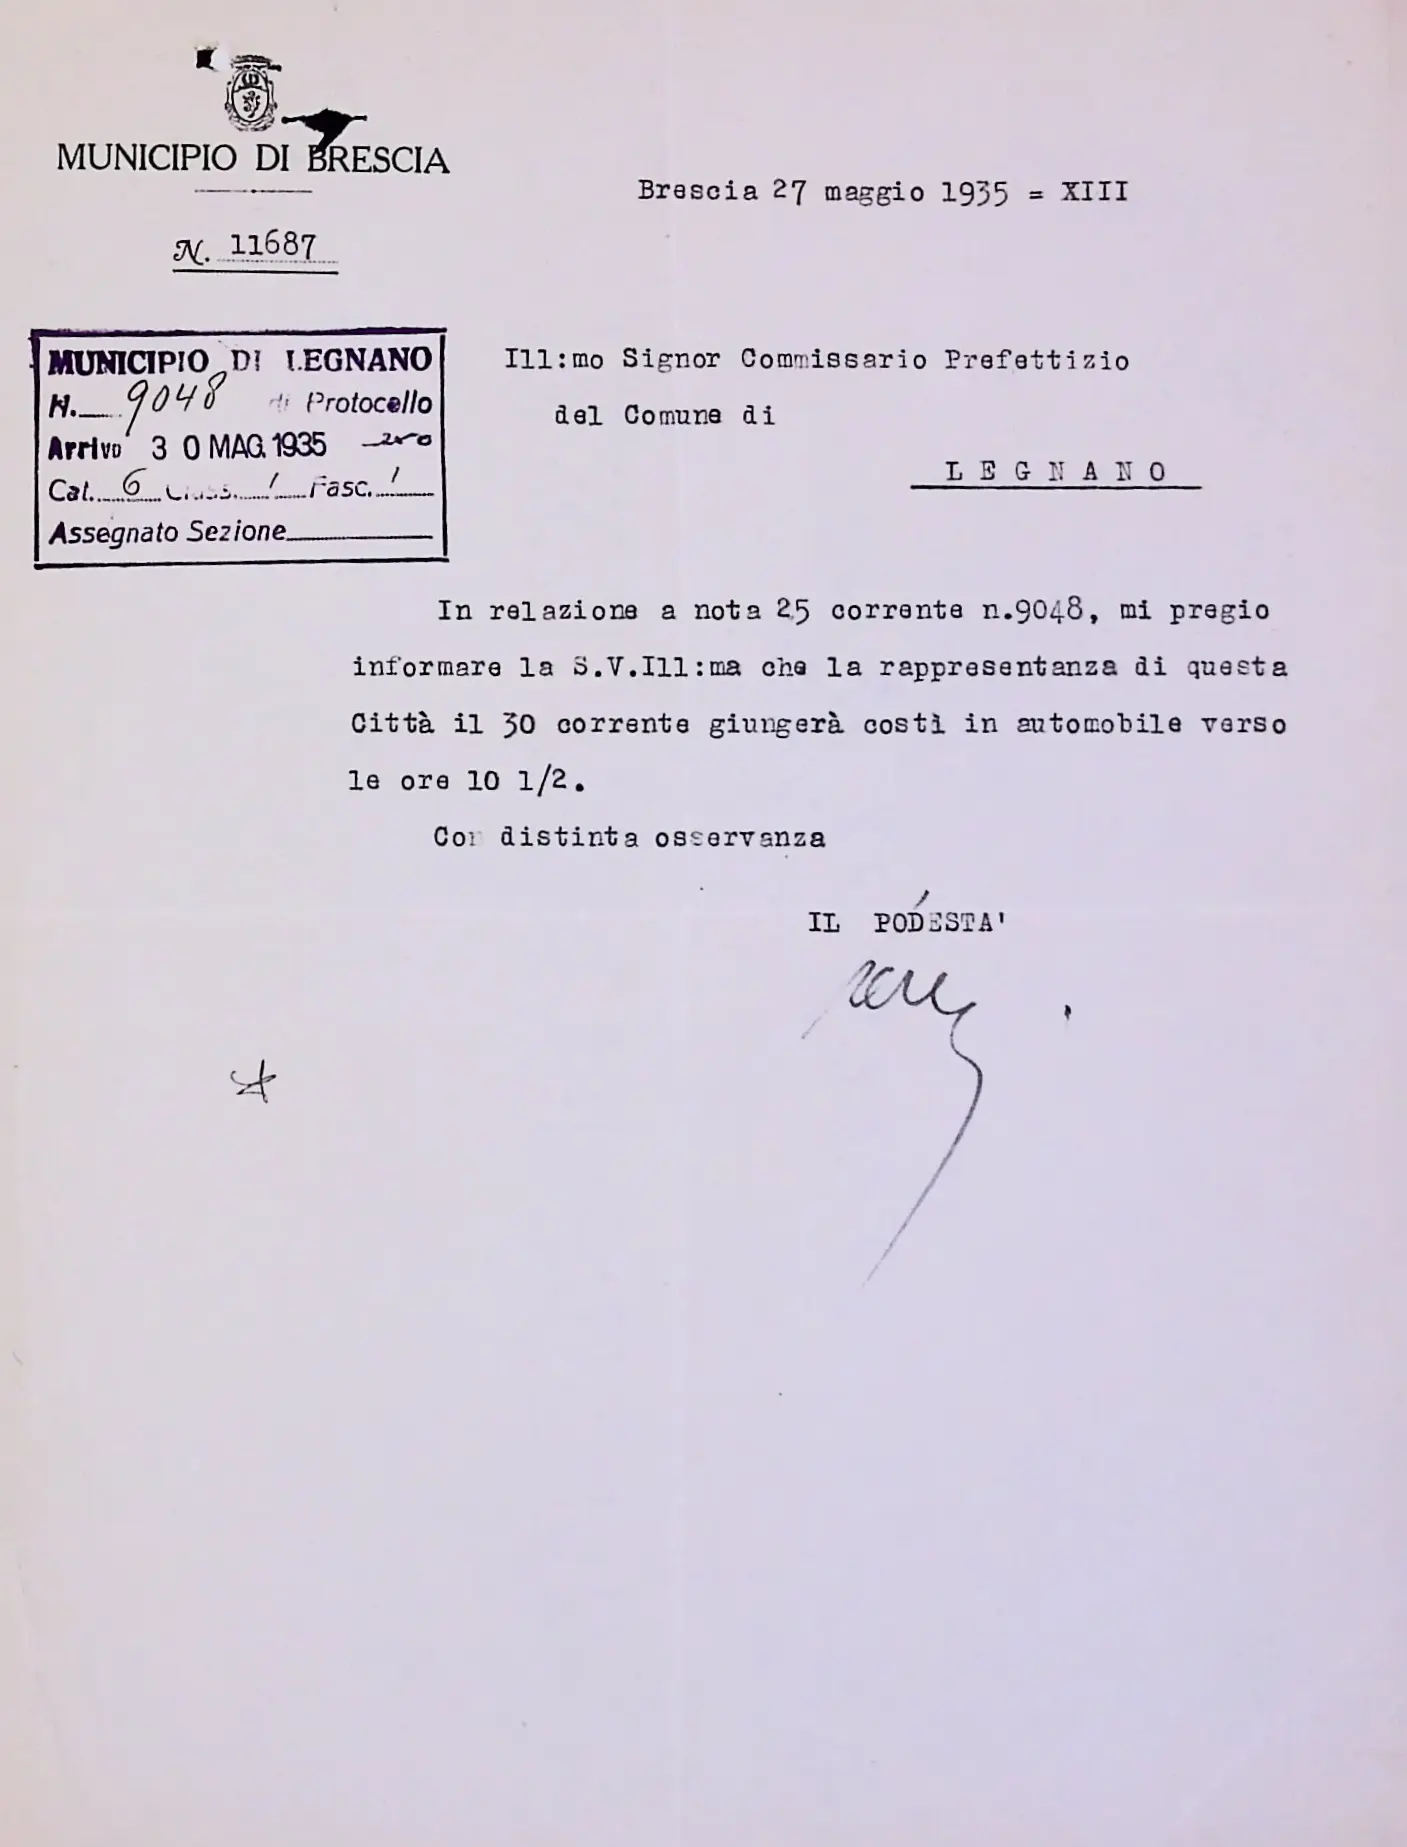 MUNICIPIO DI BRESCIA
N. 11687
Brescia 27 maggio 1935 = XIII
MUNICIPIO DI LEGNANO
N. 9048 di Protocollo
Arrivo 30 MAG. 1935
Cat. 6 Class. 1 Fasc. 1
Assegnato Sezione
Ill:mo Signor Commissario Prefettizio
del Comune di
LEGNANO
In relazione a nota 25 corrente n.9048, mi pregio
informare la S.V.Ill:ma che la rappresentanza di questa
Città il 30 corrente giungerà costì in automobile verso
le ore 10 1/2.
Con distinta osservanza
IL PODESTA'